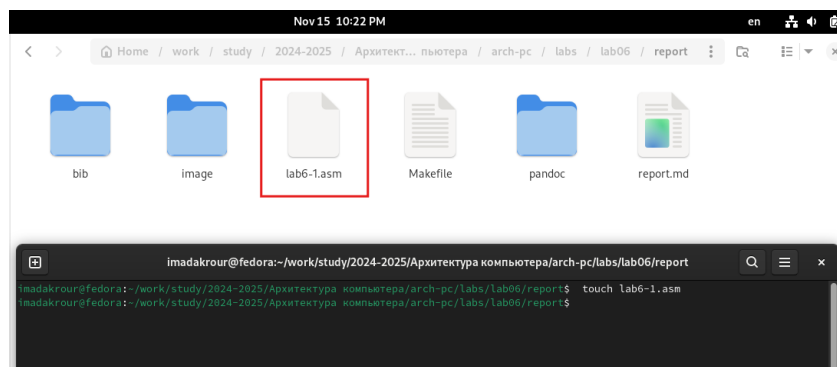 Nov 15 10:22 PM
en
Home / work / study / 2024-2025 / Архитект... пьютера / arch-pc / labs / lab06 / report
bib
image
lab6-1.asm
Makefile
pandoc
report.md
imadakrour@fedora:~/work/study/2024-2025/Архитектура компьютера/arch-pc/labs/lab06/report
imadakrour@fedora:~/work/study/2024-2025/Архитектура компьютера/arch-pc/labs/lab06/report$ touch lab6-1.asm
imadakrour@fedora:~/work/study/2024-2025/Архитектура компьютера/arch-pc/labs/lab06/report$